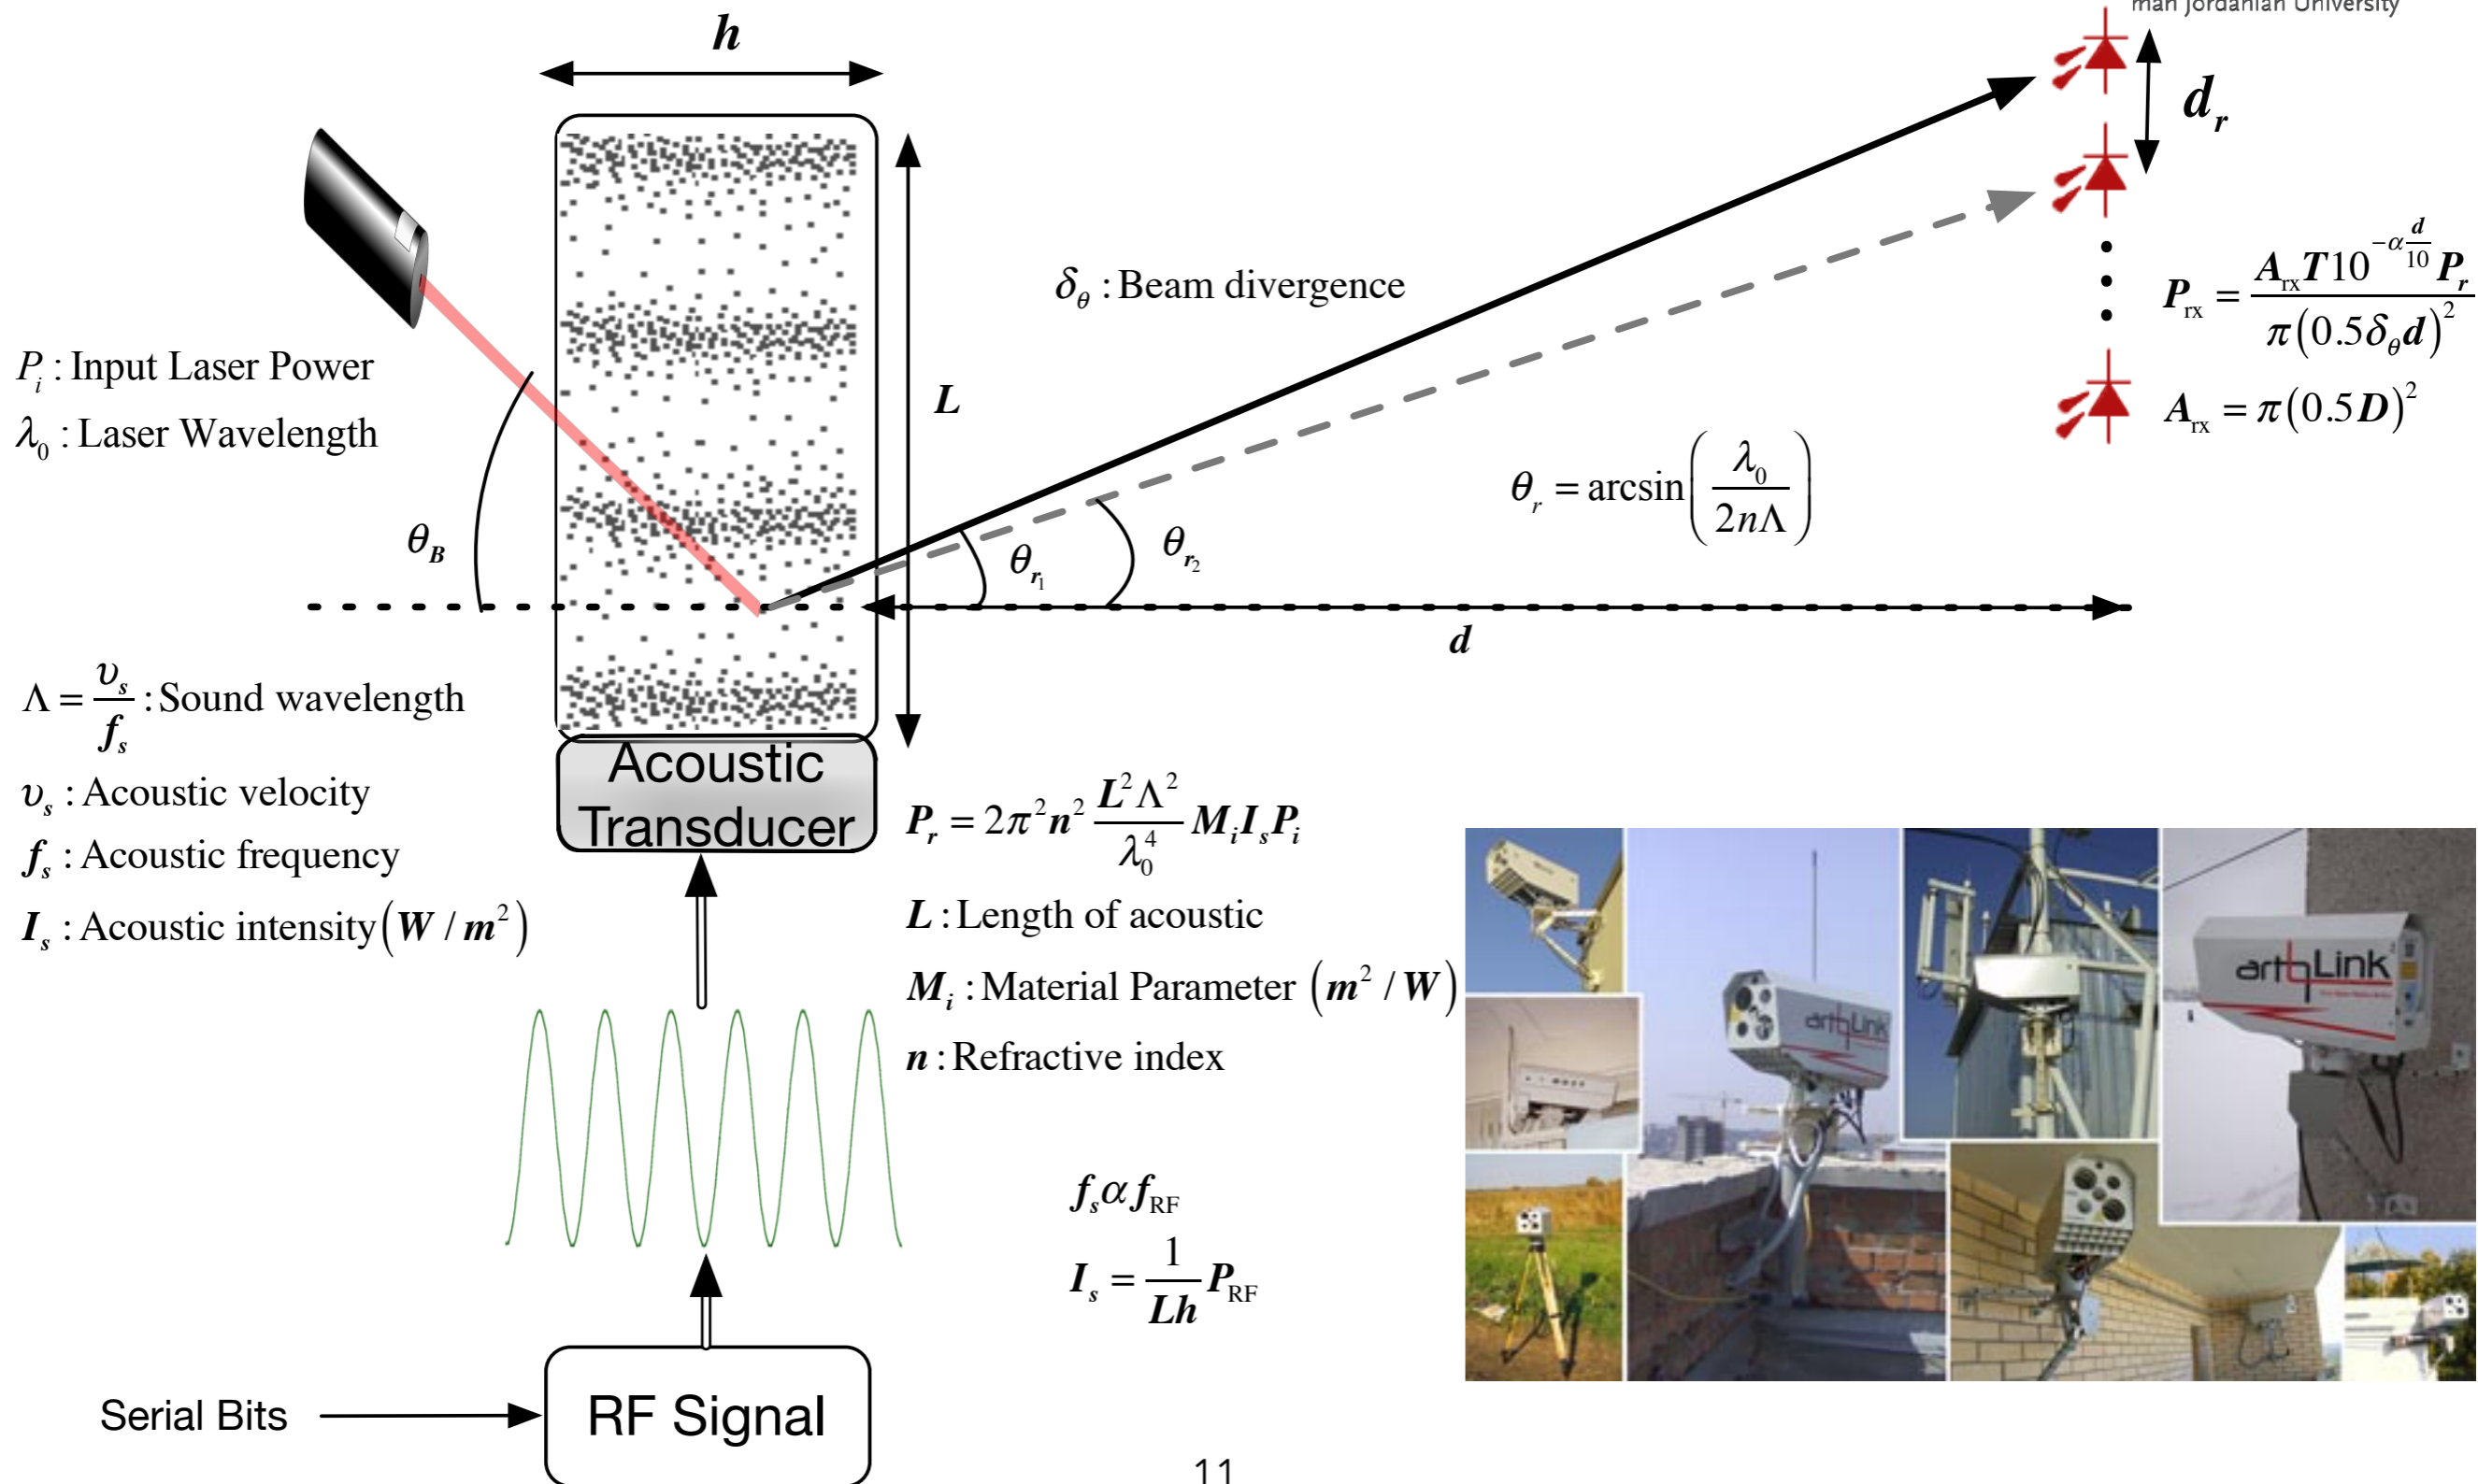 man Jordanian University
h
d_r
δ_θ : Beam divergence
P_rx = A_rx T 10^(-α d/10) P_r / π(0.5δ_θ d)^2
P_i : Input Laser Power
λ_0 : Laser Wavelength
L
A_rx = π(0.5D)^2
θ_r = arcsin(λ_0 / 2nΛ)
θ_B
θ_r1
θ_r2
d
Λ = υ_s / f_s : Sound wavelength
υ_s : Acoustic velocity
f_s : Acoustic frequency
I_s : Acoustic intensity (W / m^2)
Acoustic
Transducer
P_r = 2π^2 n^2 (L^2 Λ^2 / λ_0^4) M_i I_s P_i
L : Length of acoustic
M_i : Material Parameter (m^2 / W)
n : Refractive index
f_s α f_RF
I_s = 1 / Lh P_RF
artoLink
artoLink
Serial Bits
RF Signal
11